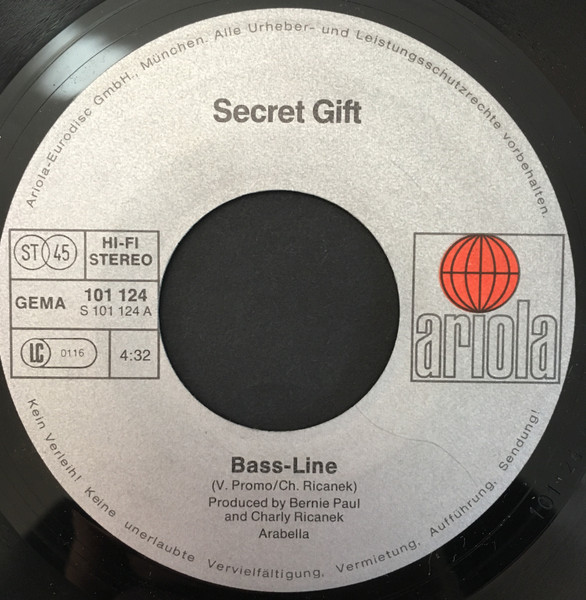 Ariola-Eurodisc GmbH., München. Alle Urheber- und Leistungsschutzrechte vorbehalten.
Secret Gift
ST 45
HI-FI
STEREO
GEMA
101 124
S 101 124 A
LC 0116
4:32
ariola
Bass-Line
(V. Promo/Ch. Ricanek)
Produced by Bernie Paul
and Charly Ricanek
Arabella
Kein Verleih! Keine unerlaubte Vervielfältigung, Vermietung, Aufführung, Sendung!